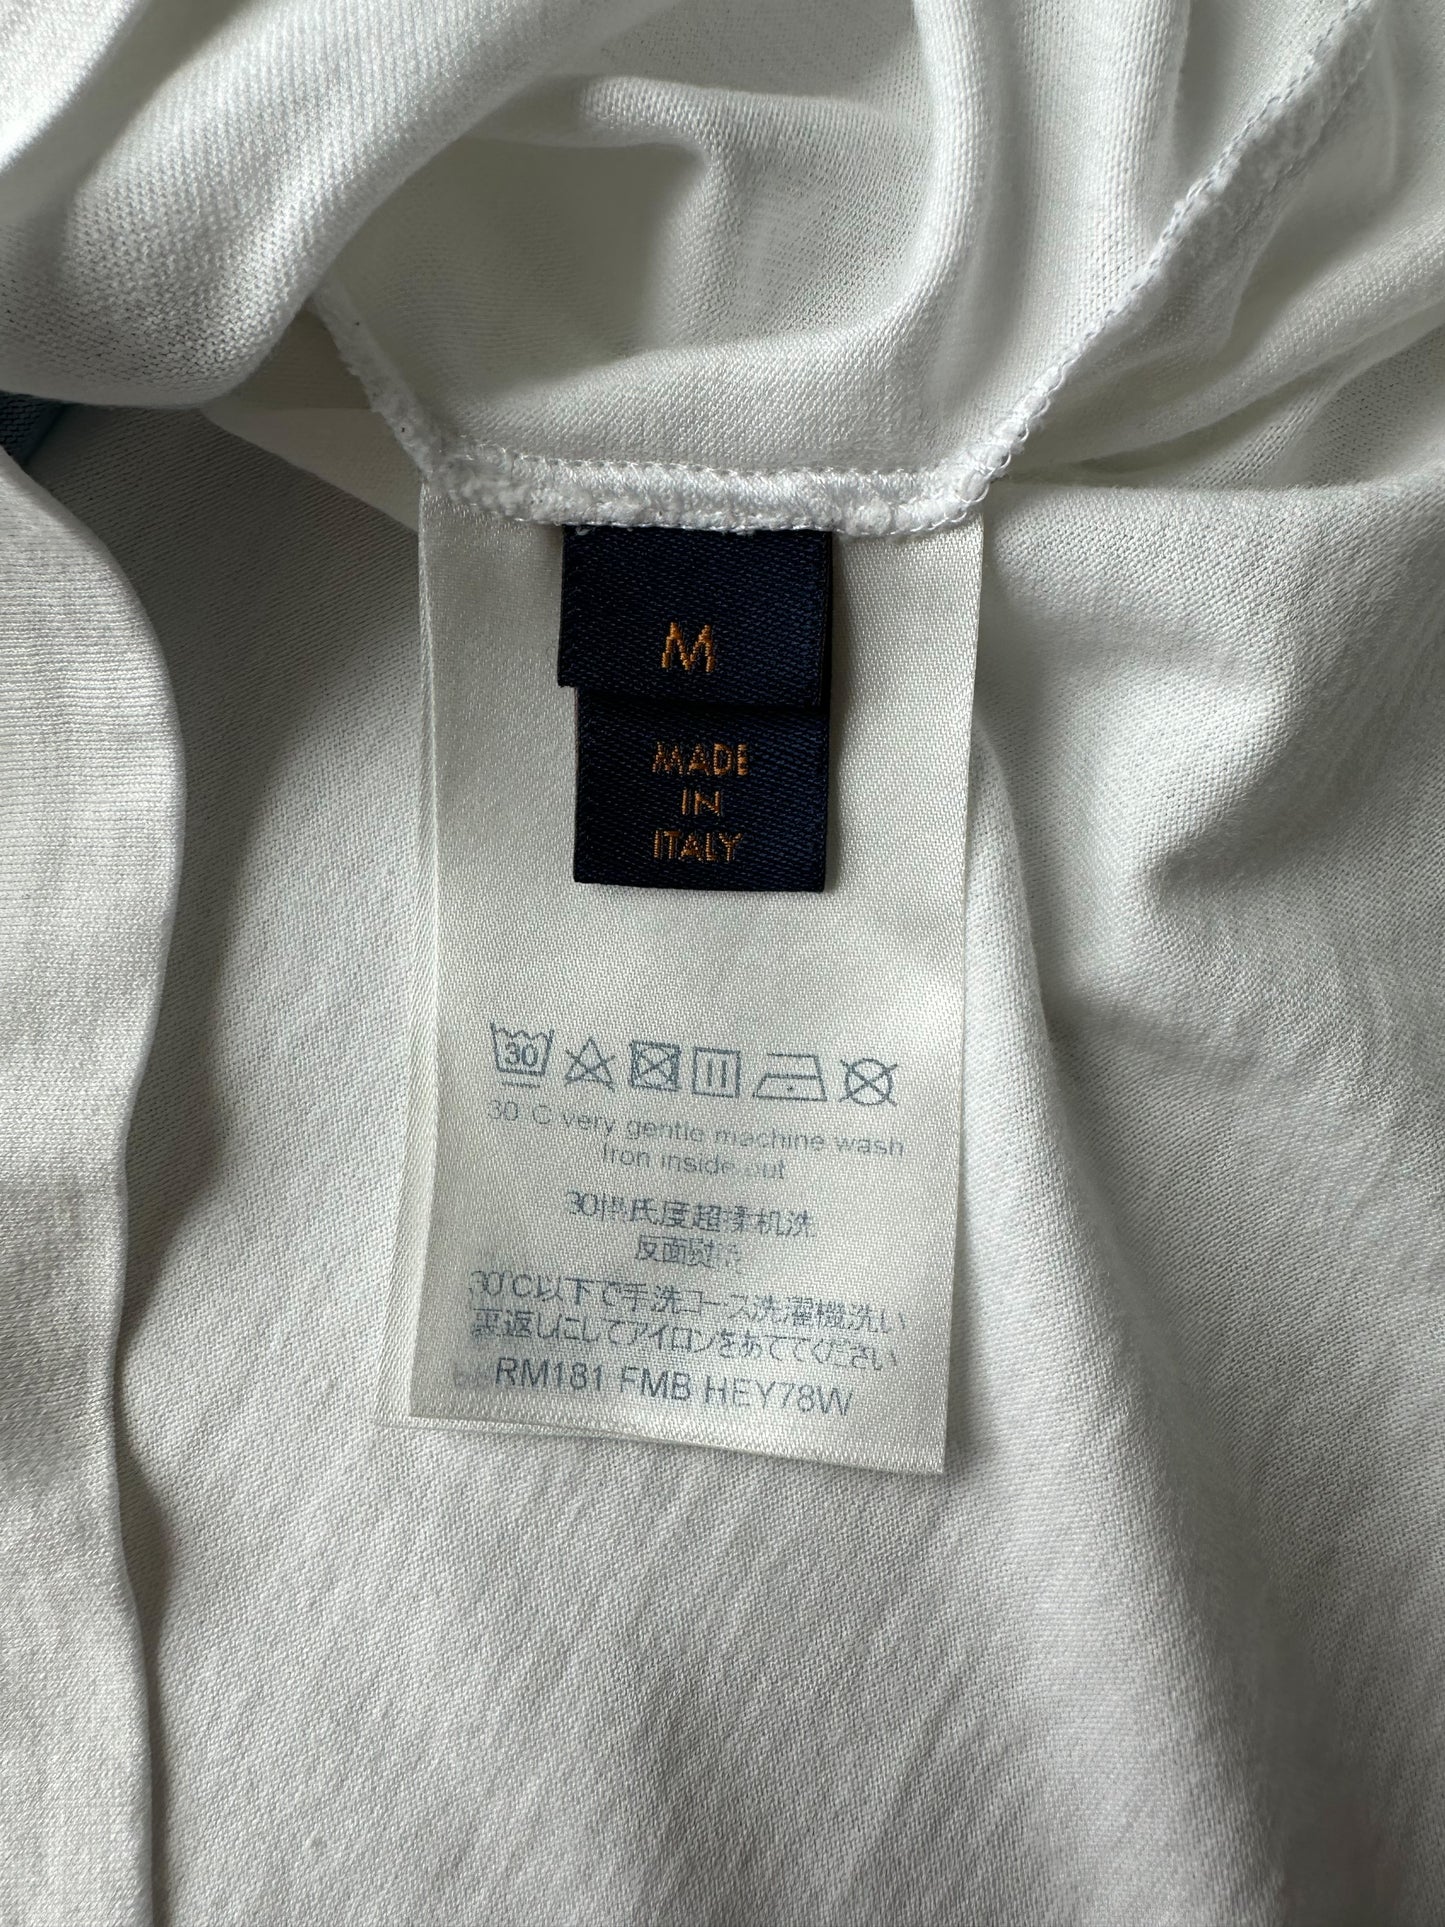 M
MADE
IN
ITALY
30
30°C very gentle machine wash
Iron inside out
30摄氏度超柔机洗
反面熨烫
30℃以下で手洗コース洗濯機洗い
裏返しにしてアイロンをあててください
RM181 FMB HEY78W